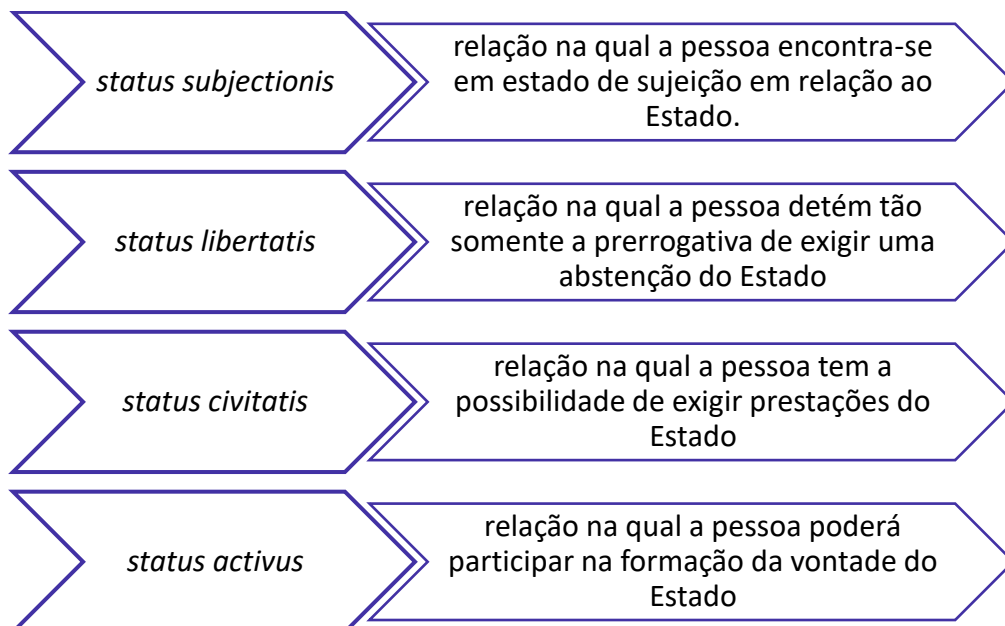 status subjectionis
relação na qual a pessoa encontra-se
em estado de sujeição em relação ao
Estado.
status libertatis
relação na qual a pessoa detém tão
somente a prerrogativa de exigir uma
abstenção do Estado
status civitatis
relação na qual a pessoa tem a
possibilidade de exigir prestações do
Estado
status activus
relação na qual a pessoa poderá
participar na formação da vontade do
Estado